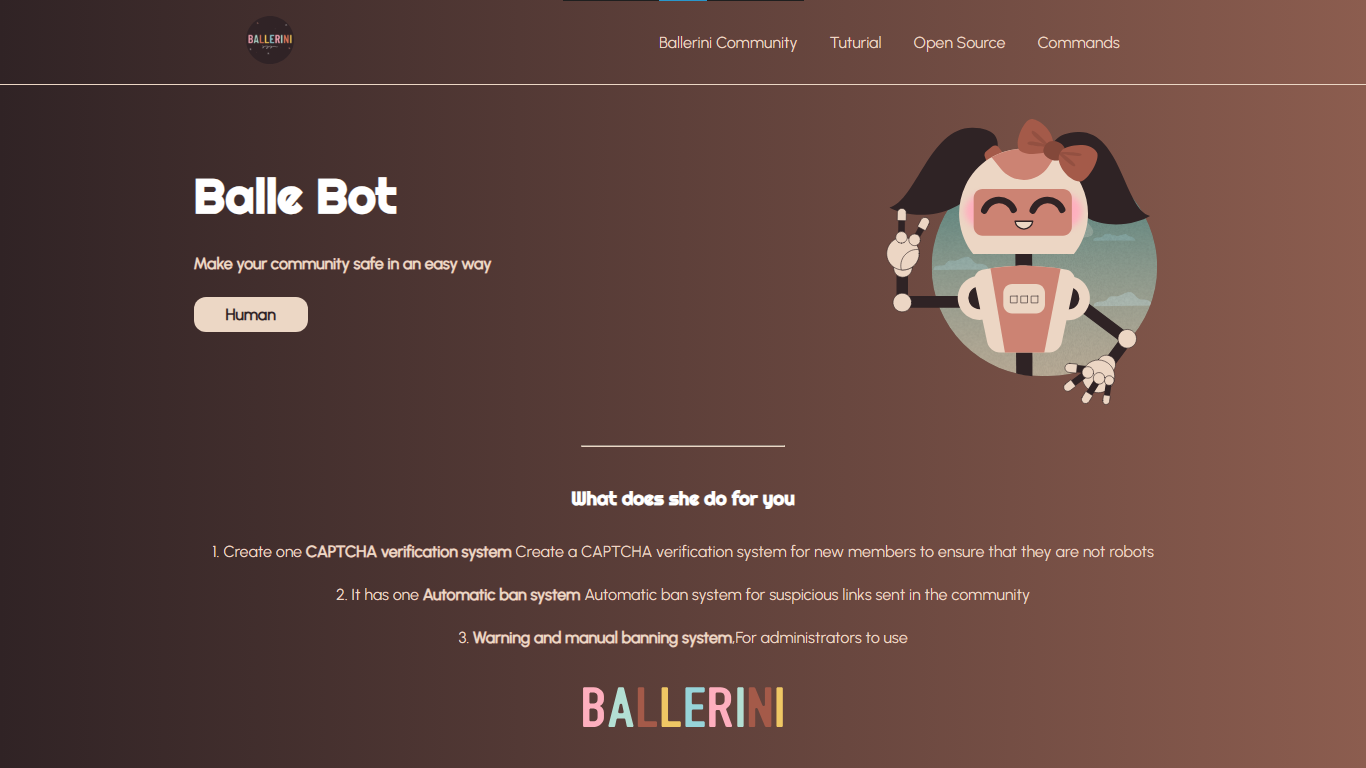 BALLERINI
Ballerini Community
Tuturial
Open Source
Commands
Balle Bot
Make your community safe in an easy way
Human
What does she do for you
1. Create one CAPTCHA verification system Create a CAPTCHA verification system for new members to ensure that they are not robots
2. It has one Automatic ban system Automatic ban system for suspicious links sent in the community
3. Warning and manual banning system,For administrators to use
BALLERINI